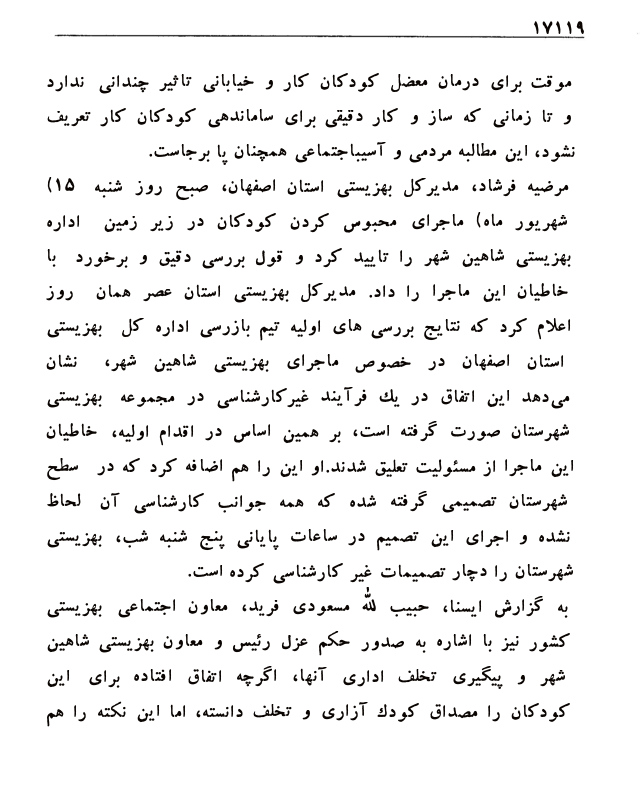 ۱۷۱۱۹
موقت برای درمان معضل کودکان کار و خیابانی تاثیر چندانی ندارد
و تا زمانی که ساز و کار دقیقی برای ساماندهی کودکان کار تعریف
نشود، این مطالبه مردمی و آسیباجتماعی همچنان پا برجاست.
مرضیه فرشاد، مدیرکل بهزیستی استان اصفهان، صبح روز شنبه ۱۵)
شهریور ماه) ماجرای محبوس کردن کودکان در زیر زمین اداره
بهزیستی شاهین شهر را تایید کرد و قول بررسی دقیق و برخورد با
خاطیان این ماجرا را داد. مدیرکل بهزیستی استان عصر همان روز
اعلام کرد که نتایج بررسی های اولیه تیم بازرسی اداره کل بهزیستی
استان اصفهان در خصوص ماجرای بهزیستی شاهین شهر، نشان
می‌دهد این اتفاق در یك فرآیند غیرکارشناسی در مجموعه بهزیستی
شهرستان صورت گرفته است، بر همین اساس در اقدام اولیه، خاطیان
این ماجرا از مسئولیت تعلیق شدند.او این را هم اضافه کرد که در سطح
شهرستان تصمیمی گرفته شده که همه جوانب کارشناسی آن لحاظ
نشده و اجرای این تصمیم در ساعات پایانی پنج شنبه شب، بهزیستی
شهرستان را دچار تصمیمات غیر کارشناسی کرده است.
به گزارش ایسنا، حبیب الله مسعودی فرید، معاون اجتماعی بهزیستی
کشور نیز با اشاره به صدور حکم عزل رئیس و معاون بهزیستی شاهین
شهر و پیگیری تخلف اداری آنها، اگرچه اتفاق افتاده برای این
کودکان را مصداق کودك آزاری و تخلف دانسته، اما این نکته را هم